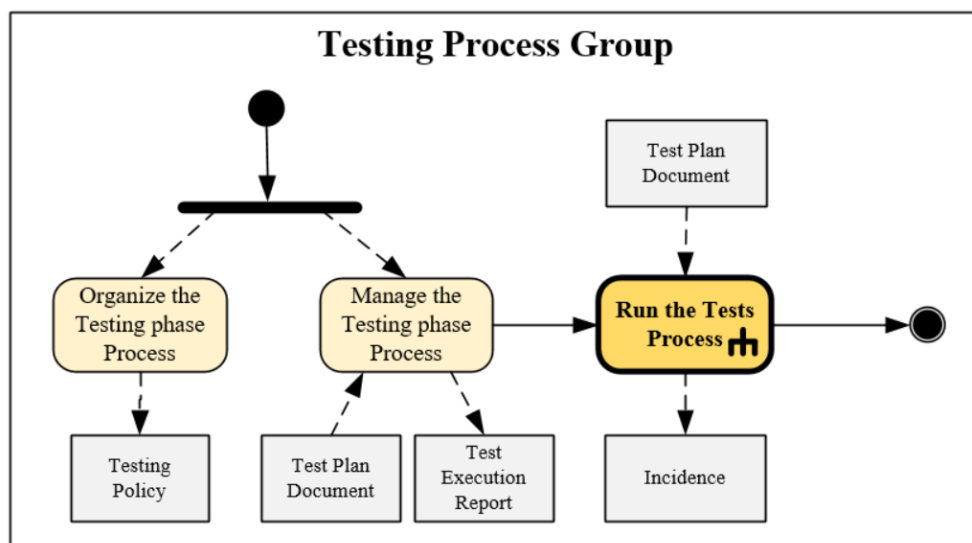 Testing Process Group
Test Plan
Document
Organize the
Testing phase
Process
Manage the
Testing phase
Process
Run the Tests
Process
Testing
Policy
Test Plan
Document
Test
Execution
Report
Incidence